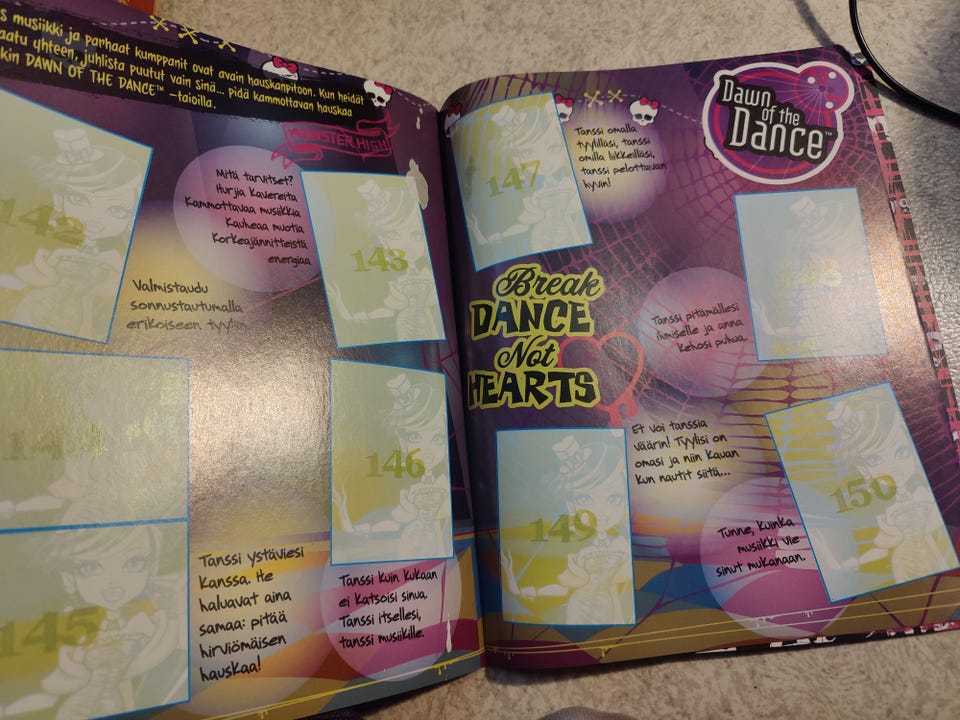 musiikki ja parhaat kumppanit ovat avain hauskanpitoon. Kun heidät
yhteen, juhlista puutut vain sinä... pidä kammottavan hauskaa
DAWN OF THE DANCE™ -taioilla.
MONSTER HIGH
142
Mitä tarvitset?
Hurjia kavereita
Kammottavaa musiikkia
Kauheaa muotia
Korkeajännitteistä
energiaa
143
Valmistaudu
sonnustautumalla
erikoiseen tyyliin.
145
146
Tanssi ystäviesi
kanssa. He
haluavat aina
samaa: pitää
hirviömäisen
hauskaa!
Tanssi kuin kukaan
ei katsoisi sinua.
Tanssi itsellesi,
tanssi musiikille.
147
Tanssi omalla
tyylilläsi, tanssi
omilla liikkeilläsi,
tanssi pelottavan
hyvin!
Dawn
of the
Dance™
Break
DANCE
Not
HEARTS
Tanssi pitämällesi
ihmiselle ja anna
kehosi puhua.
148
149
Et voi tanssia
väärin! Tyylisi on
omasi ja niin kauan
kun nautit siitä...
150
Tunne, kuinka
musiikki vie
sinut mukanaan.